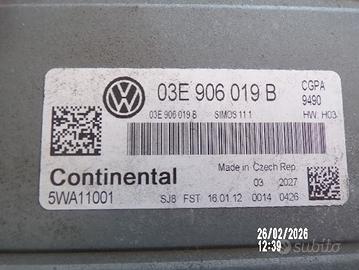 03E 906 019 B CGPA
9490
03E 906 019 B SIMOS 11.1 HW: H03
Made in Czech Rep.
Continental 03 2027
5WA11001 SJ8 FST 16.01.12 0014 0426
26/02/2026
12:39
subito